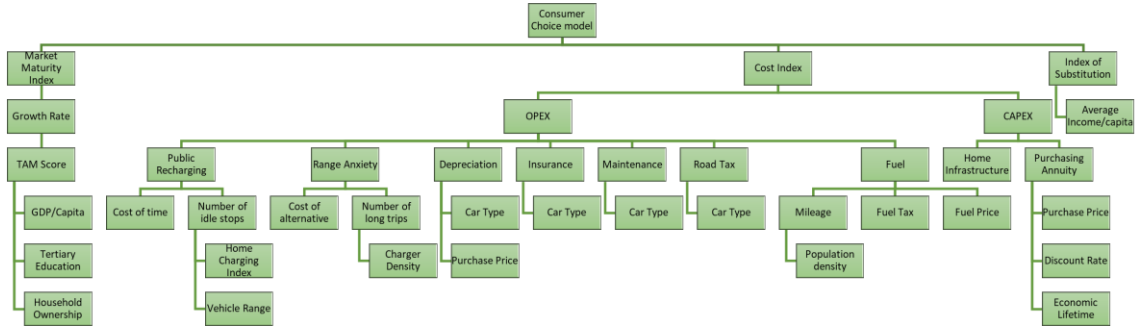 Consumer
Choice model
Market
Maturity
Index
Cost Index
Index of
Substitution
Growth Rate
OPEX
CAPEX
Average
Income/capita
TAM Score
Public
Recharging
Range Anxiety
Depreciation
Insurance
Maintenance
Road Tax
Fuel
Home
Infrastructure
Purchasing
Annuity
GDP/Capita
Cost of time
Number of
idle stops
Cost of
alternative
Number of
long trips
Car Type
Car Type
Car Type
Car Type
Mileage
Fuel Tax
Fuel Price
Purchase Price
Tertiary
Education
Home
Charging
Index
Charger
Density
Purchase Price
Population
density
Discount Rate
Household
Ownership
Vehicle Range
Economic
Lifetime